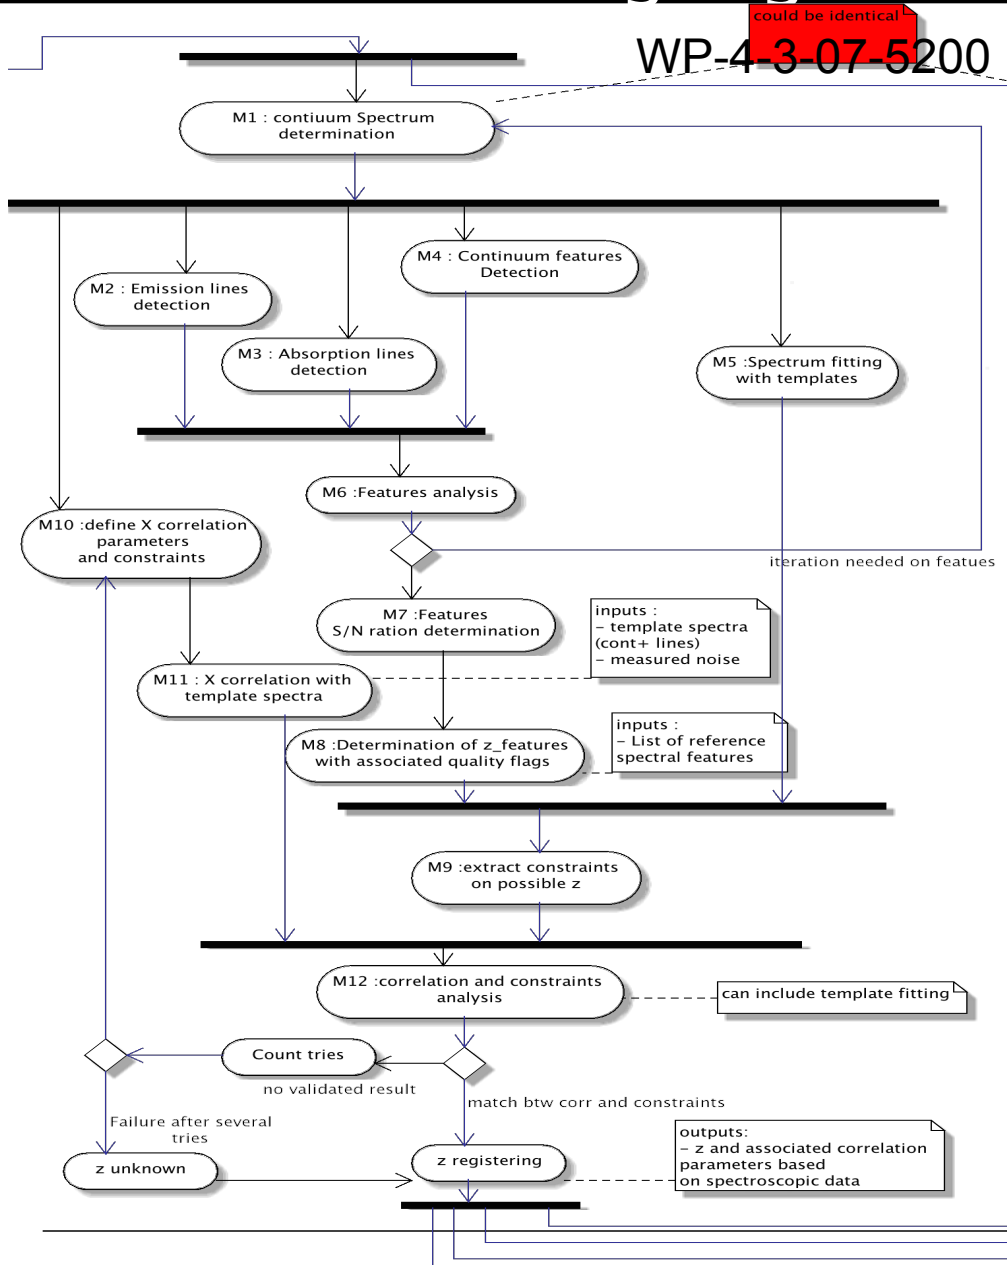 could be identical
WP-4-3-07-5200
M1 : contiuum Spectrum
determination
M4 : Continuum features
Detection
M2 : Emission lines
detection
M3 : Absorption lines
detection
M5 :Spectrum fitting
with templates
M6 :Features analysis
M10 :define X correlation
parameters
and constraints
iteration needed on featues
M7 :Features
S/N ration determination
inputs :
– template spectra
(cont+ lines)
– measured noise
M11 : X correlation with
template spectra
inputs :
– List of reference
spectral features
M8 :Determination of z_features
with associated quality flags
M9 :extract constraints
on possible z
M12 :correlation and constraints
analysis
can include template fitting
Count tries
no validated result
match btw corr and constraints
Failure after several
tries
outputs:
– z and associated correlation
parameters based
on spectroscopic data
z unknown
z registering